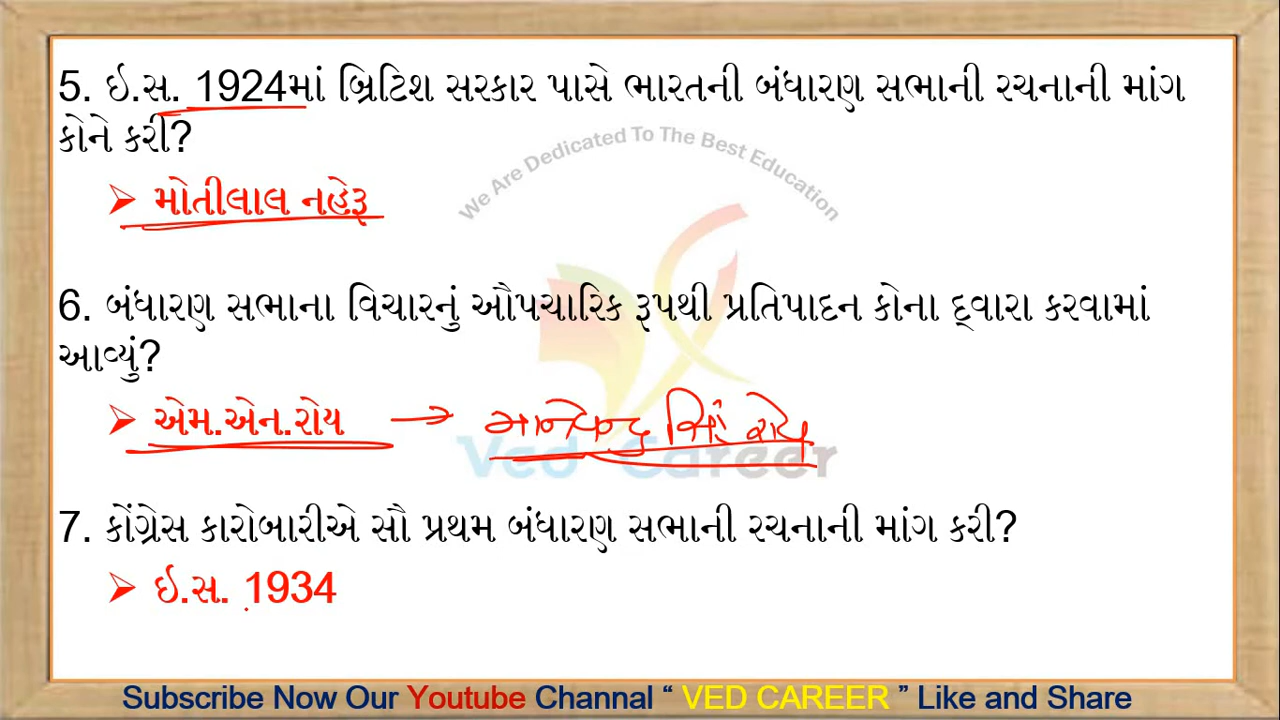 5. ઇ.સ. 1924માં બ્રિટિશ સરકાર પાસે ભારતની બંધારણ સભાની રચનાની માંગ
કોને કરી?
We Are Dedicated To The Best Education
➢ મોતીલાલ નહેરૂ
6. બંધારણ સભાના વિચારનું ઔપચારિક રૂપથી પ્રતિપાદન કોના દ્વારા કરવામાં
આવ્યું?
➢ એમ.એન.રોય → રોય
Ved Career
7. કોંગ્રેસ કારોબારીએ સૌ પ્રથમ બંધારણ સભાની રચનાની માંગ કરી?
➢ ઇ.સ. 1934
Subscribe Now Our Youtube Channal “ VED CAREER ” Like and Share